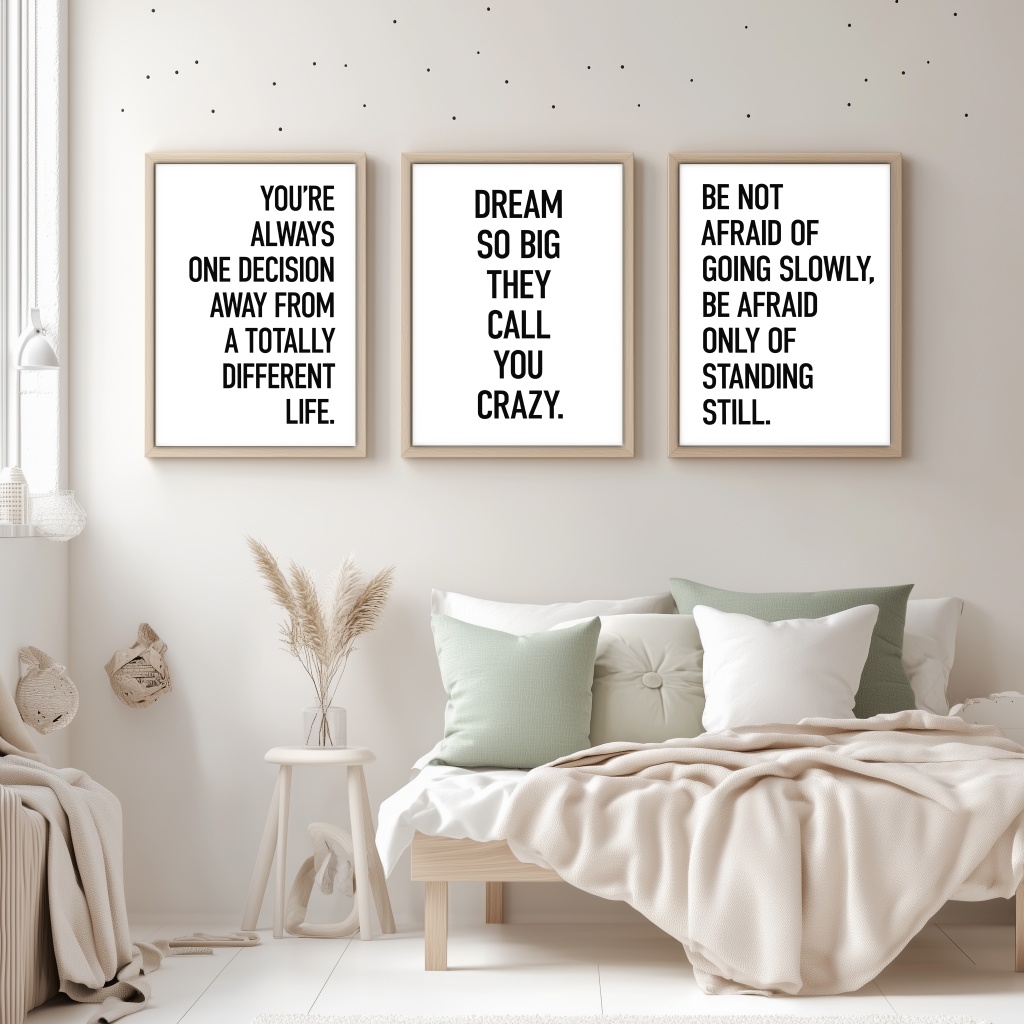 YOU’RE
ALWAYS
ONE DECISION
AWAY FROM
A TOTALLY
DIFFERENT
LIFE.
DREAM
SO BIG
THEY
CALL
YOU
CRAZY.
BE NOT
AFRAID OF
GOING SLOWLY,
BE AFRAID
ONLY OF
STANDING
STILL.